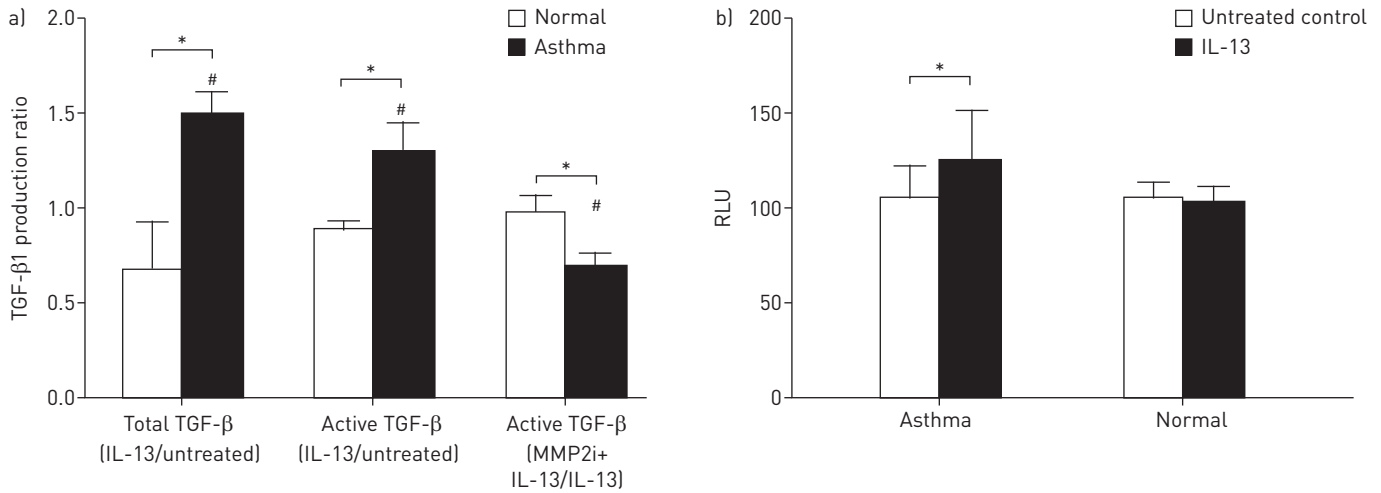 a)
2.0
1.5
1.0
0.5
0.0
TGF-β1 production ratio
Normal
Asthma
*
#
*
#
*
#
Total TGF-β
(IL-13/untreated)
Active TGF-β
(IL-13/untreated)
Active TGF-β
(MMP2i+
IL-13/IL-13)
b)
200
150
100
50
0
RLU
Untreated control
IL-13
*
Asthma
Normal